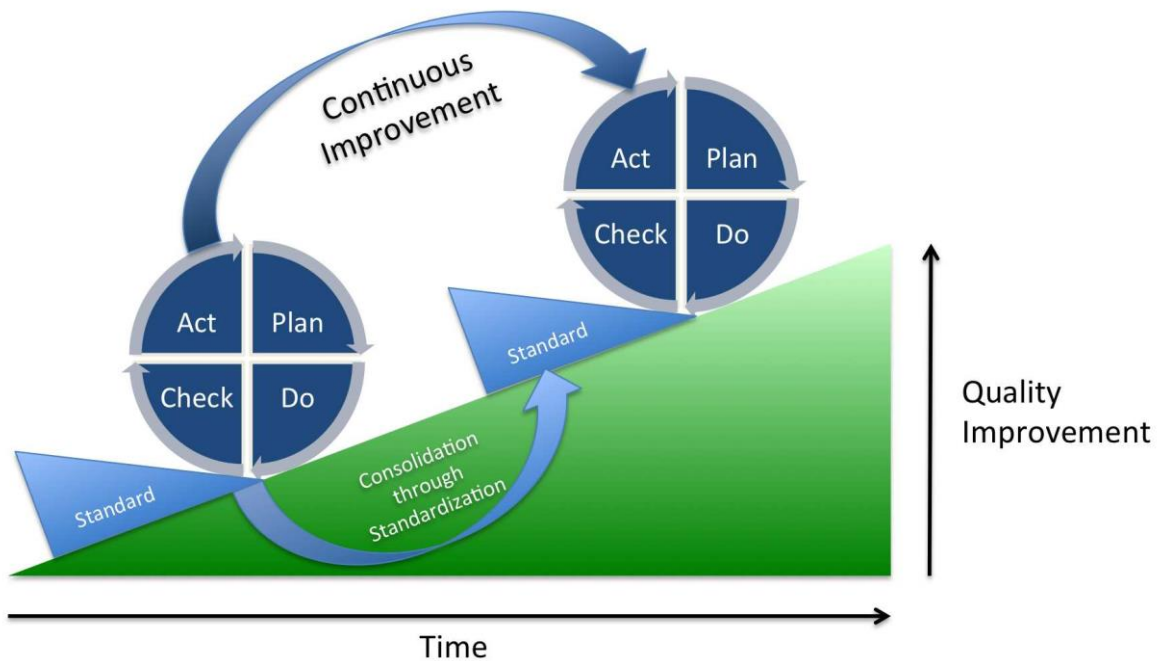 Continuous
Improvement
Act
Plan
Check
Do
Act
Plan
Check
Do
Standard
Standard
Consolidation
through
Standardization
Quality
Improvement
Time